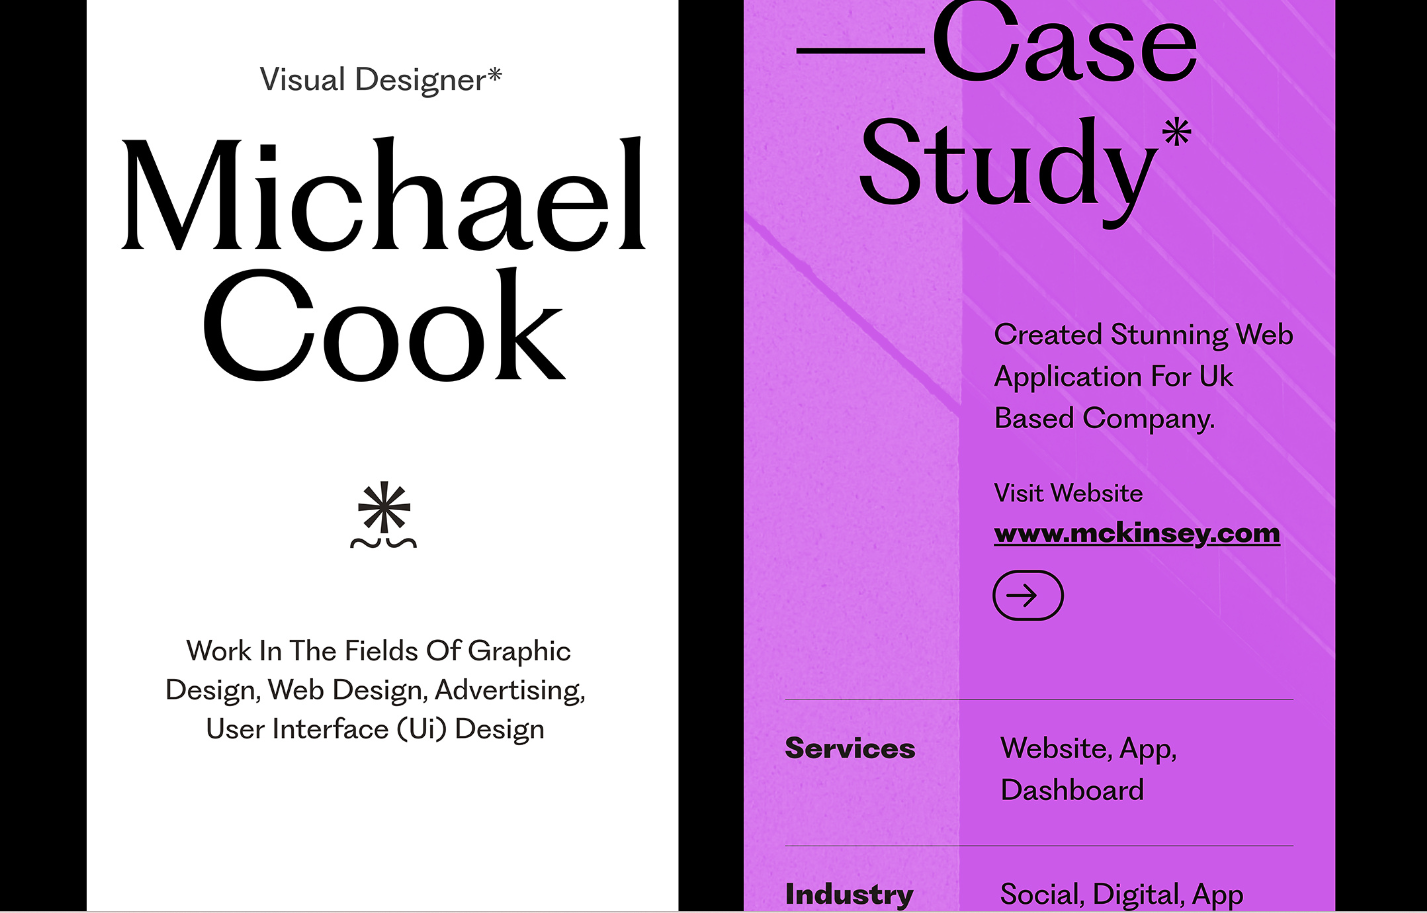 Visual Designer*
Michael
Cook
Work In The Fields Of Graphic
Design, Web Design, Advertising,
User Interface (Ui) Design
—Case
Study*
Created Stunning Web
Application For Uk
Based Company.
Visit Website
www.mckinsey.com
Services
Website, App,
Dashboard
Industry
Social, Digital, App